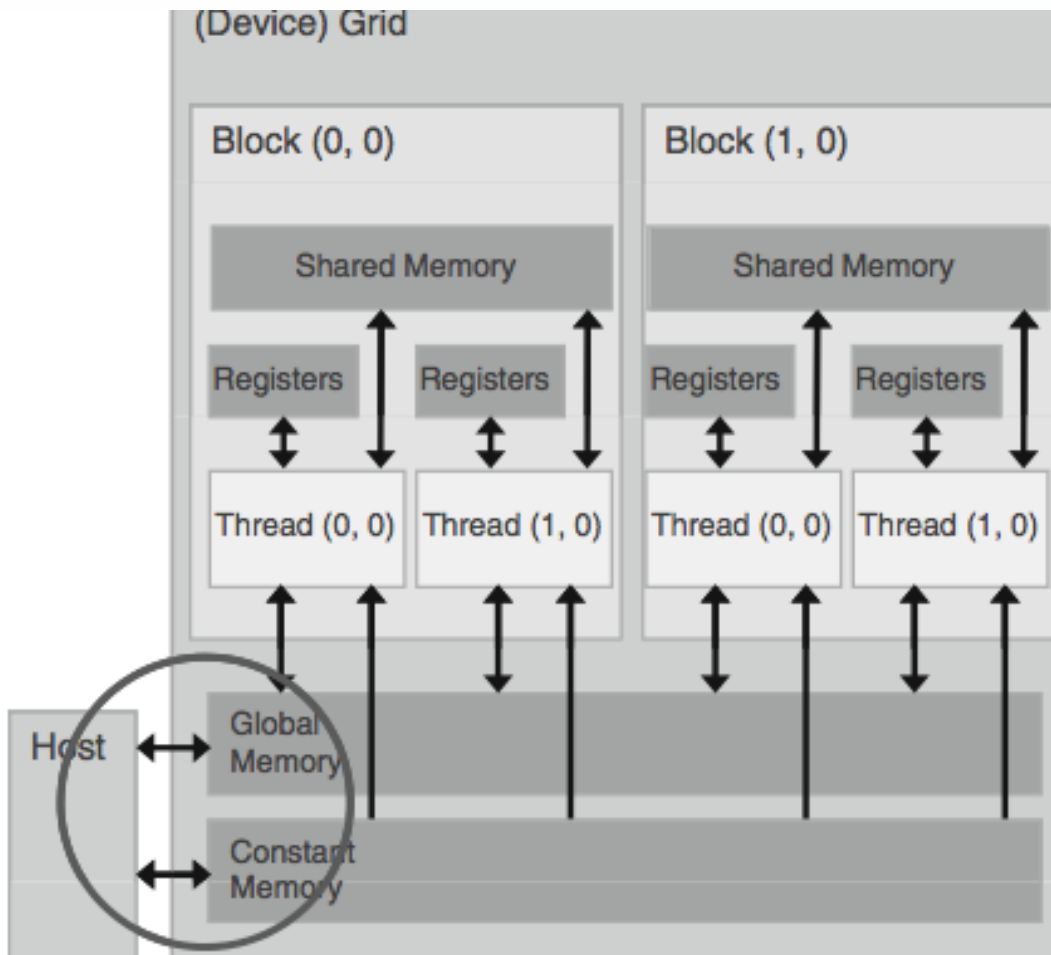 (Device) Grid
Block (0, 0)
Block (1, 0)
Shared Memory
Shared Memory
Registers
Registers
Registers
Registers
Thread (0, 0)
Thread (1, 0)
Thread (0, 0)
Thread (1, 0)
Host
Global
Memory
Constant
Memory